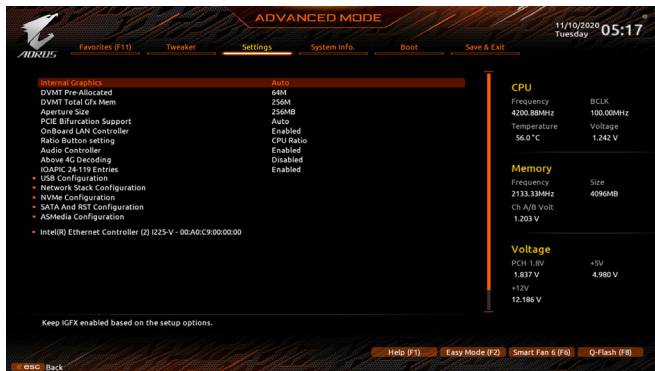 ADVANCED MODE
11/10/2020 Tuesday 05:17
AORUS
Favorites (F11) Tweaker Settings System Info. Boot Save & Exit
Internal Graphics Auto
DVMT Pre-Allocated 64M
DVMT Total Gfx Mem 256M
Aperture Size 256MB
PCIE Bifurcation Support Auto
OnBoard LAN Controller Enabled
Ratio Button setting CPU Ratio
Audio Controller Enabled
Above 4G Decoding Disabled
IOAPIC 24-119 Entries Enabled
USB Configuration
Network Stack Configuration
NVMe Configuration
SATA And RST Configuration
ASMedia Configuration
Intel(R) Ethernet Controller (2) I225-V - 00:A0:C9:00:00:00
CPU
Frequency BCLK
4200.88MHz 100.00MHz
Temperature Voltage
56.0 °C 1.242 V
Memory
Frequency Size
2133.33MHz 4096MB
Ch A/B Volt
1.203 V
Voltage
PCH 1.8V +5V
1.837 V 4.980 V
+12V
12.186 V
Keep IGFX enabled based on the setup options.
Help (F1) Easy Mode (F2) Smart Fan 6 (F6) Q-Flash (F8)
esc Back